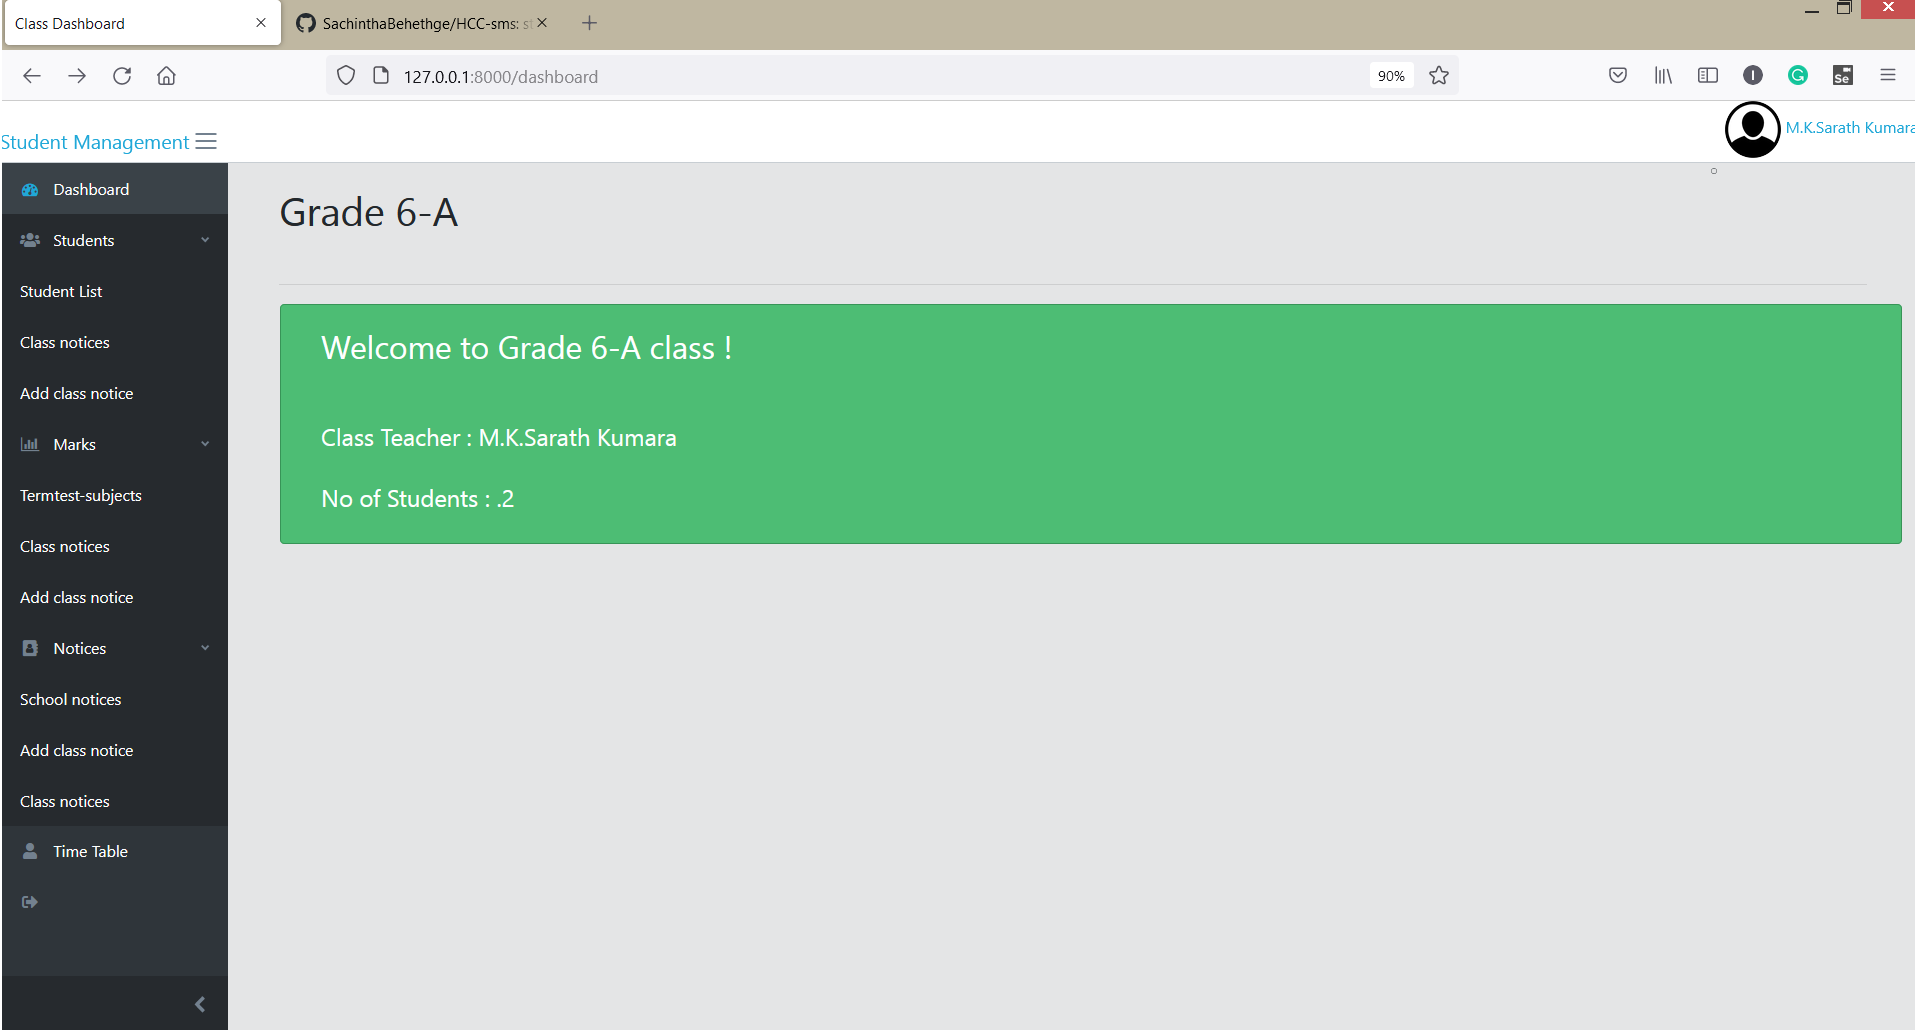 Class Dashboard
SachinthaBehethge/HCC-sms: s
127.0.0.1:8000/dashboard
90%
Se
Student Management
M.K.Sarath Kumara
Dashboard
Students
Student List
Class notices
Add class notice
Marks
Termtest-subjects
Class notices
Add class notice
Notices
School notices
Add class notice
Class notices
Time Table
Grade 6-A
Welcome to Grade 6-A class !
Class Teacher : M.K.Sarath Kumara
No of Students : .2